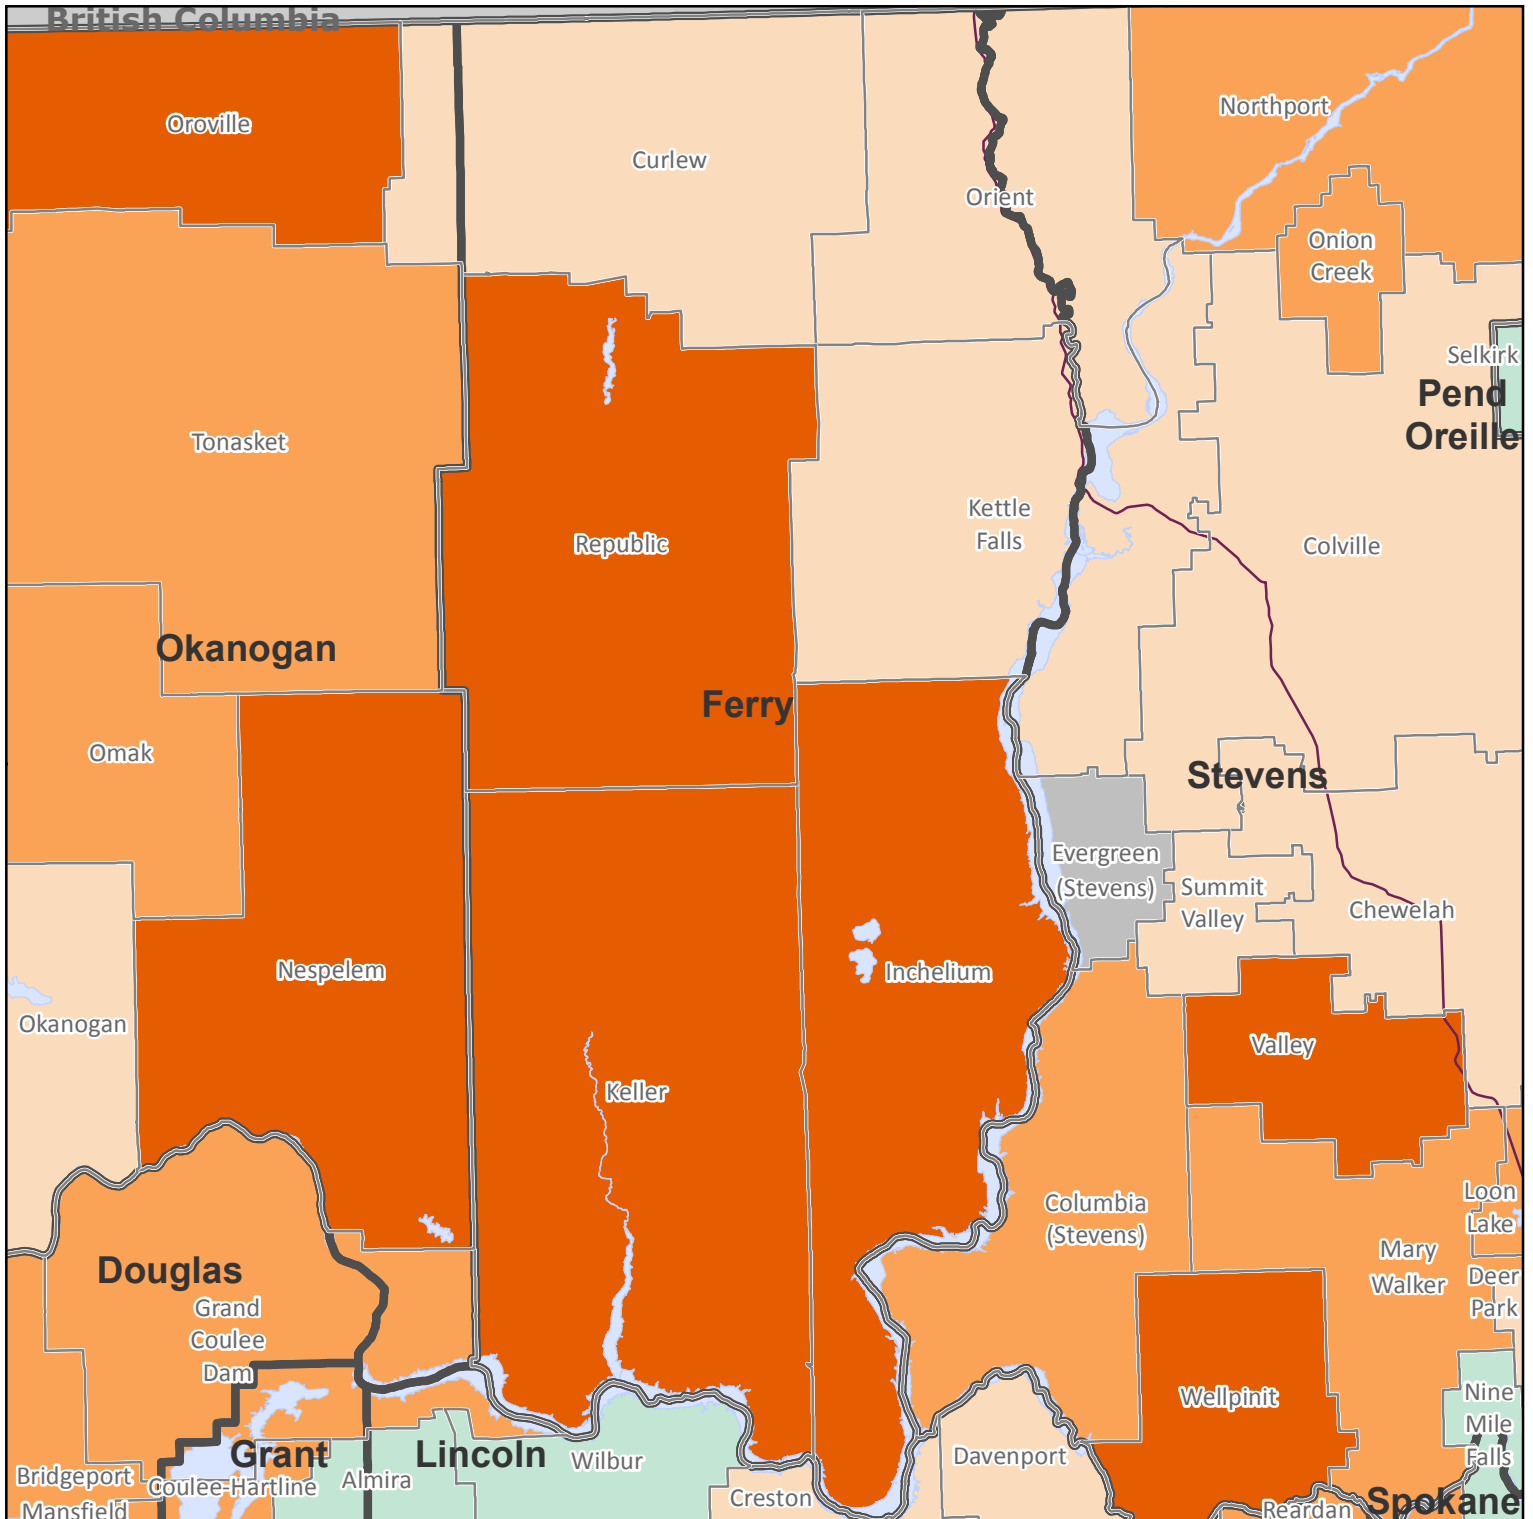 British Columbia
Oroville
Curlew
Northport
Orient
Onion
Creek
Selkirk
Pend
Oreille
Tonasket
Republic
Kettle
Falls
Colville
Okanogan
Ferry
Omak
Stevens
Evergreen
(Stevens)
Summit
Valley
Chewelah
Nespelem
Inchelium
Okanogan
Valley
Keller
Columbia
(Stevens)
Loon
Lake
Mary
Walker
Deer
Park
Douglas
Grand
Coulee
Dam
Wellpinit
Nine
Mile
Falls
Grant
Lincoln
Wilbur
Davenport
Bridgeport
Coulee-Hartline
Almira
Creston
Mansfield
Reardan
Spokane